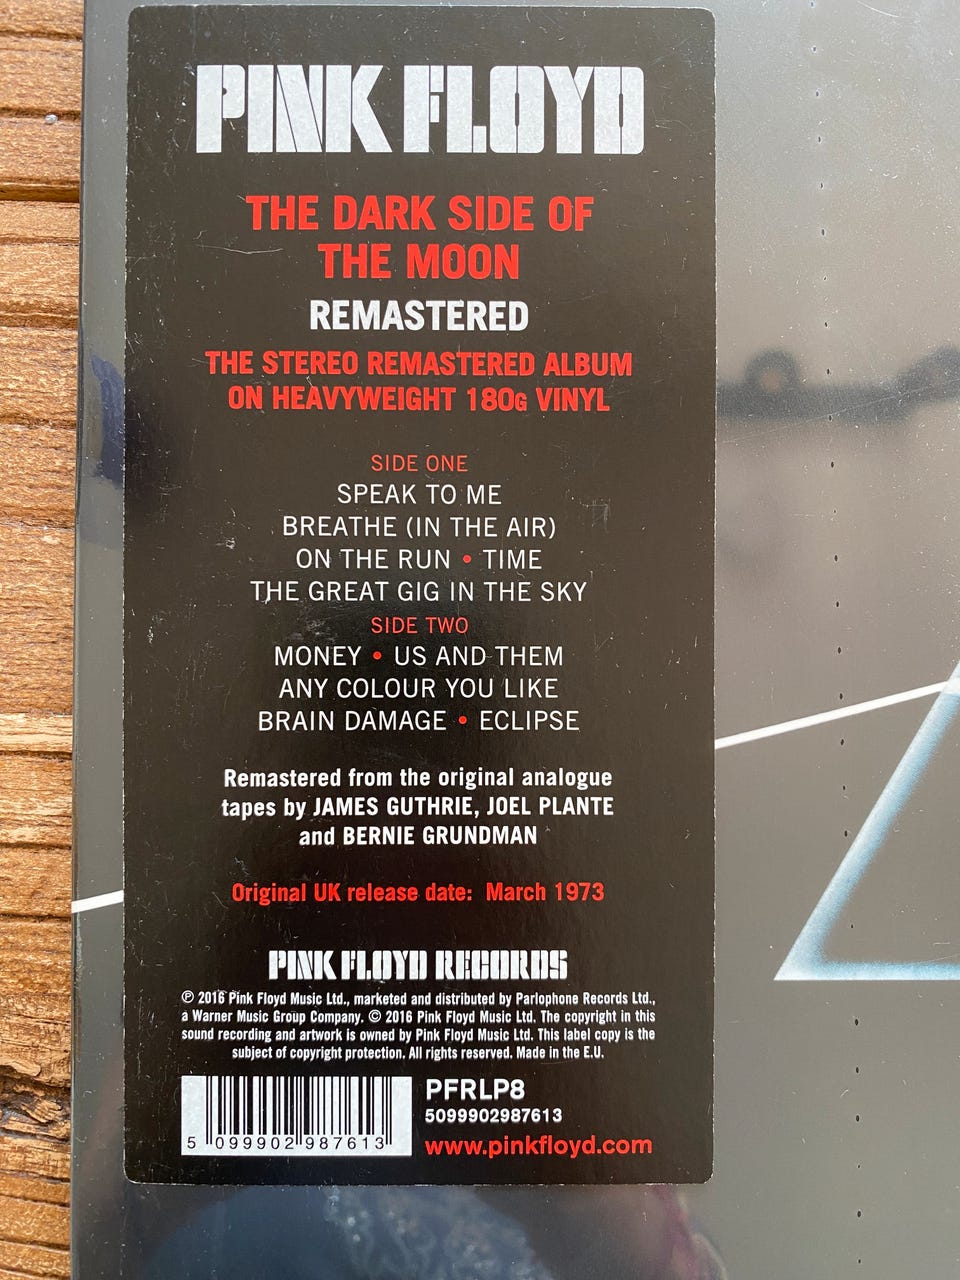 PINK FLOYD
THE DARK SIDE OF
THE MOON
REMASTERED
THE STEREO REMASTERED ALBUM
ON HEAVYWEIGHT 180G VINYL
SIDE ONE
SPEAK TO ME
BREATHE (IN THE AIR)
ON THE RUN • TIME
THE GREAT GIG IN THE SKY
SIDE TWO
MONEY • US AND THEM
ANY COLOUR YOU LIKE
BRAIN DAMAGE • ECLIPSE
Remastered from the original analogue
tapes by JAMES GUTHRIE, JOEL PLANTE
and BERNIE GRUNDMAN
Original UK release date: March 1973
PINK FLOYD RECORDS
℗ 2016 Pink Floyd Music Ltd., marketed and distributed by Parlophone Records Ltd.,
a Warner Music Group Company. © 2016 Pink Floyd Music Ltd. The copyright in this
sound recording and artwork is owned by Pink Floyd Music Ltd. This label copy is the
subject of copyright protection. All rights reserved. Made in the E.U.
PFRLP8
5099902987613
www.pinkfloyd.com
5 099902 987613